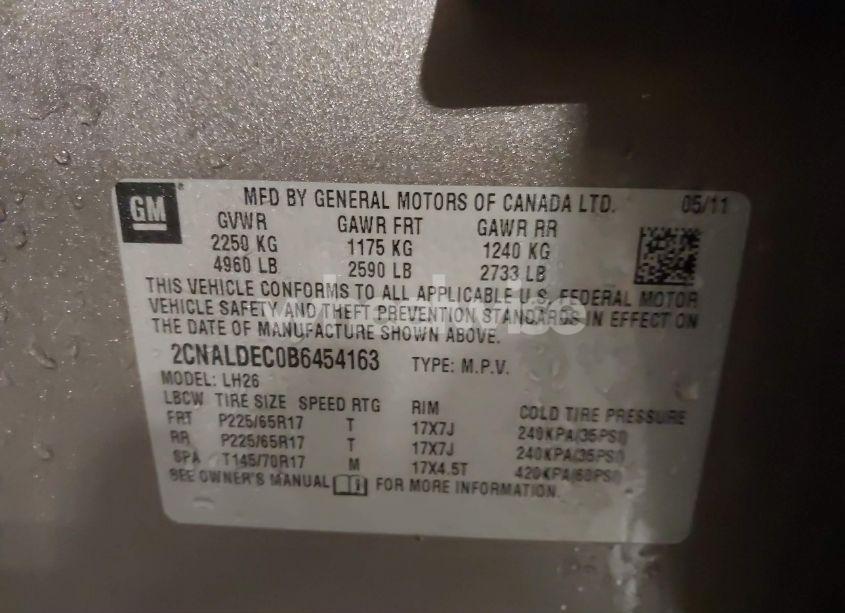 GM
MFD BY GENERAL MOTORS OF CANADA LTD. 05/11
GVWR GAWR FRT GAWR RR
2250 KG 1175 KG 1240 KG
4960 LB 2590 LB 2733 LB
THIS VEHICLE CONFORMS TO ALL APPLICABLE U.S. FEDERAL MOTOR
VEHICLE SAFETY AND THEFT PREVENTION STANDARDS IN EFFECT ON
THE DATE OF MANUFACTURE SHOWN ABOVE.
2CNALDEC0B6454163 TYPE: M.P.V.
MODEL: LH26
LBCW TIRE SIZE SPEED RTG RIM COLD TIRE PRESSURE
FRT P225/65R17 T 17X7J 240KPA(35PSI)
RR P225/65R17 T 17X7J 240KPA(35PSI)
SPA T145/70R17 M 17X4.5T 420KPA(60PSI)
SEE OWNER'S MANUAL FOR MORE INFORMATION.